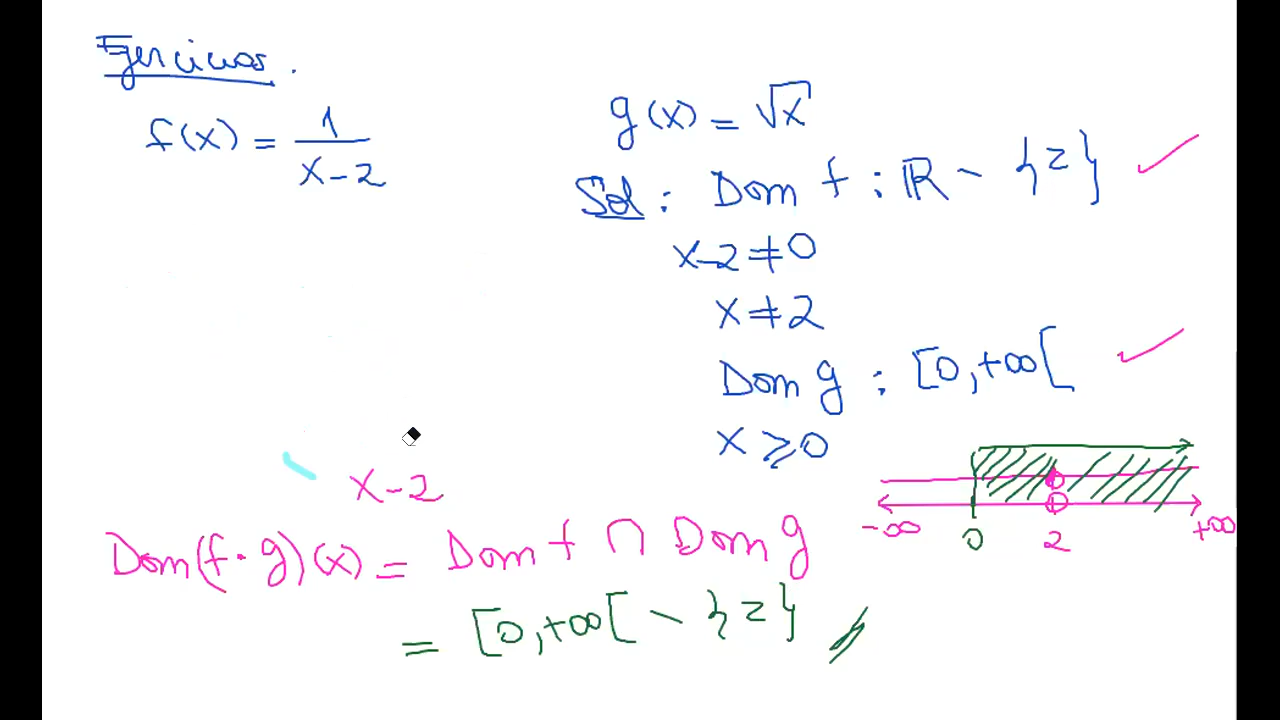 Ejercicios.
f(x) = 1/(x-2)
g(x) = √x
Sol: Dom f : ℝ - {2}
x-2≠0
x≠2
Dom g : [0,+∞[
x ≥ 0
-∞ 0 2 +∞
x-2
Dom(f·g)(x) = Dom f ∩ Dom g
= [0,+∞[ - {2}